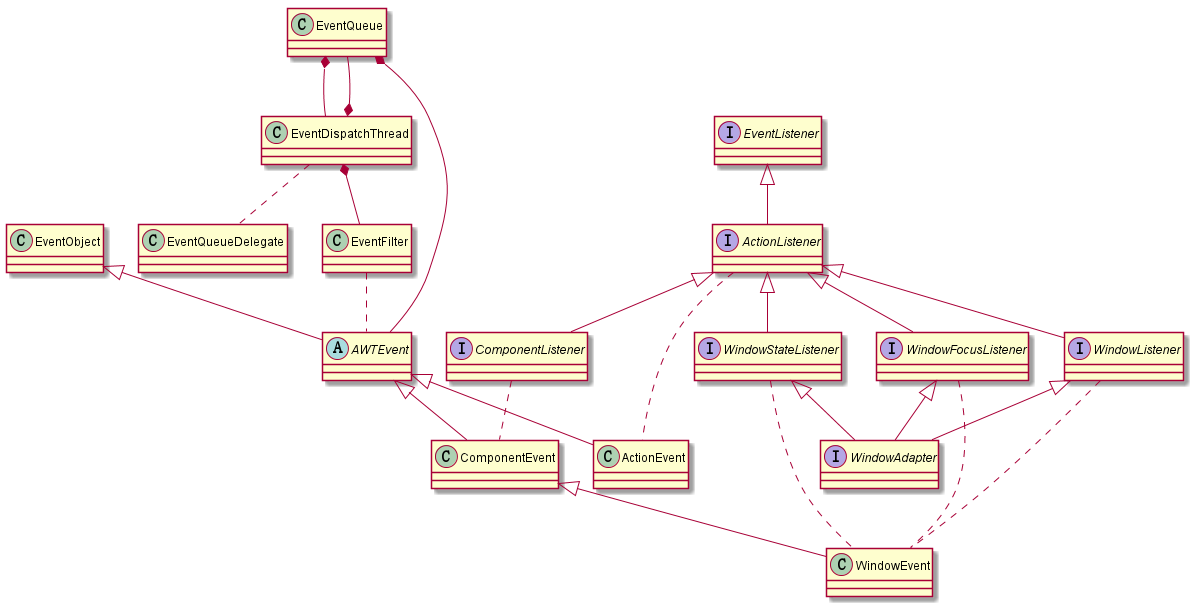 C EventQueue
C EventDispatchThread
I EventListener
C EventObject
C EventQueueDelegate
C EventFilter
I ActionListener
A AWTEvent
I ComponentListener
I WindowStateListener
I WindowFocusListener
I WindowListener
C ComponentEvent
C ActionEvent
I WindowAdapter
C WindowEvent